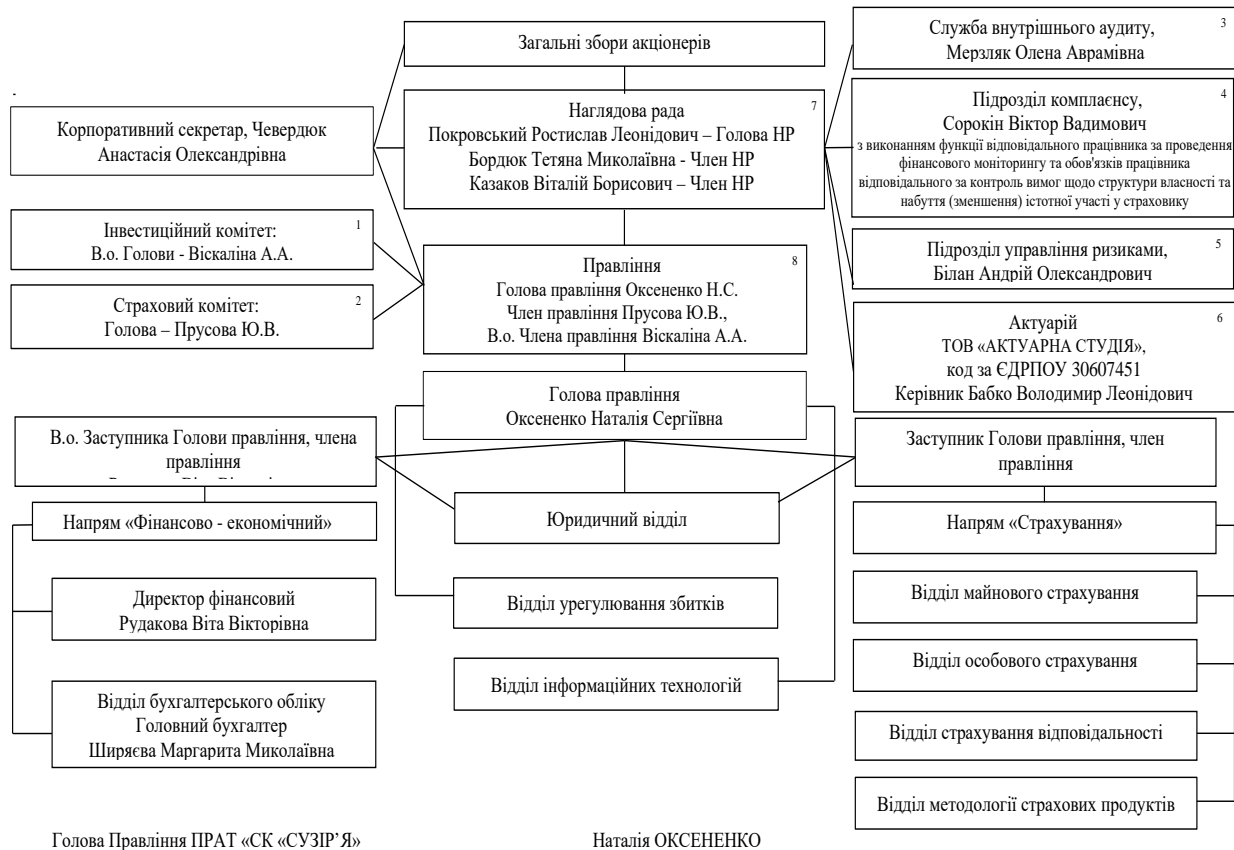 Загальні збори акціонерів
Служба внутрішнього аудиту,
3
Мерзляк Олена Аврамівна
Корпоративний секретар, Чевердюк
Анастасія Олександрівна
Наглядова рада
7
Покровський Ростислав Леонідович – Голова НР
Бордюк Тетяна Миколаївна - Член НР
Казаков Віталій Борисович – Член НР
Підрозділ комплаєнсу,
4
Сорокін Віктор Вадимович
з виконанням функції відповідального працівника за проведення
фінансового моніторингу та обов'язків працівника
відповідального за контроль вимог щодо структури власності та
набуття (зменшення) істотної участі у страховику
Інвестиційний комітет:
1
В.о. Голови - Віскаліна А.А.
Страховий комітет:
2
Голова – Прусова Ю.В.
Правління
8
Голова правління Оксененко Н.С.
Член правління Прусова Ю.В.,
В.о. Члена правління Віскаліна А.А.
Підрозділ управління ризиками,
5
Білан Андрій Олександрович
Актуарій
6
ТОВ «АКТУАРНА СТУДІЯ»,
код за ЄДРПОУ 30607451
Керівник Бабко Володимир Леонідович
Голова правління
Оксененко Наталія Сергіївна
В.о. Заступника Голови правління, члена
правління
Заступник Голови правління, член
правління
Напрям «Фінансово - економічний»
Юридичний відділ
Напрям «Страхування»
Директор фінансовий
Рудакова Віта Вікторівна
Відділ урегулювання збитків
Відділ майнового страхування
Відділ бухгалтерського обліку
Головний бухгалтер
Ширяєва Маргарита Миколаївна
Відділ інформаційних технологій
Відділ особового страхування
Відділ страхування відповідальності
Відділ методології страхових продуктів
Голова Правління ПРАТ «СК «СУЗІР’Я»
Наталія ОКСЕНЕНКО